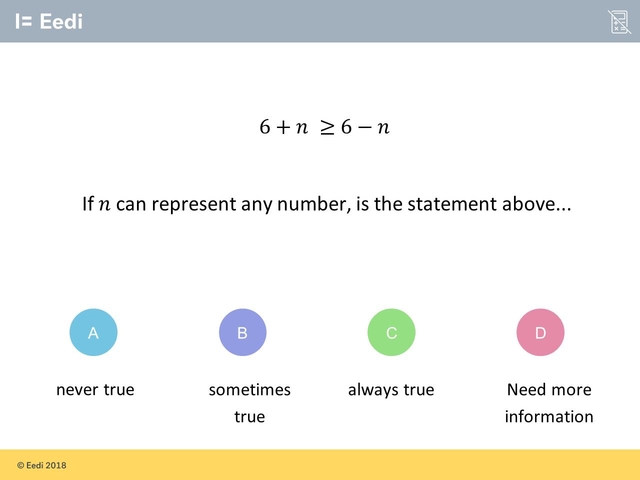 Eedi
6 + n ≥ 6 − n
If n can represent any number, is the statement above...
A
B
C
D
never true
sometimes
true
always true
Need more
information
© Eedi 2018